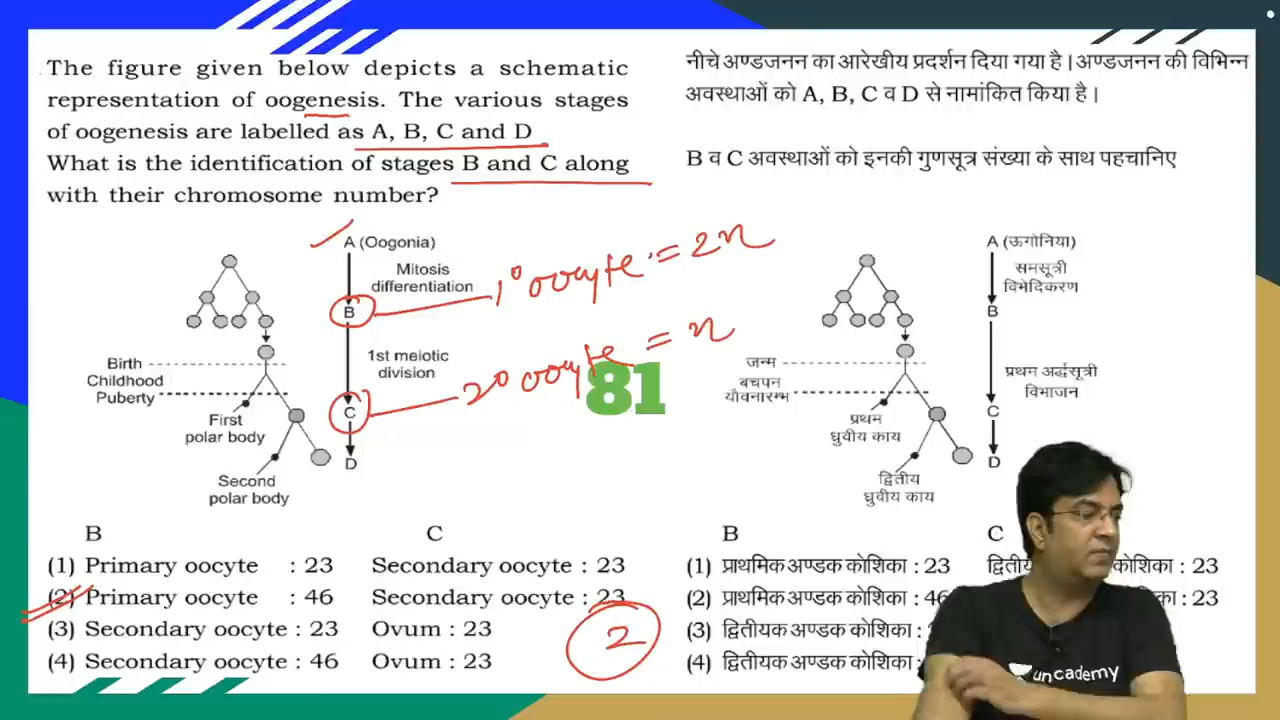 The figure given below depicts a schematic
representation of oogenesis. The various stages
of oogenesis are labelled as A, B, C and D
What is the identification of stages B and C along
with their chromosome number?
A (Oogonia)
Mitosis
differentiation
B
1° oocyte = 2n
1st meiotic
division
2° oocyte = n
C
D
Birth
Childhood
Puberty
First
polar body
Second
polar body
81
B C
(1) Primary oocyte : 23 Secondary oocyte : 23
(2) Primary oocyte : 46 Secondary oocyte : 23
(3) Secondary oocyte : 23 Ovum : 23
(4) Secondary oocyte : 46 Ovum : 23
2
नीचे अण्डजनन का आरेखीय प्रदर्शन दिया गया है। अण्डजनन की विभिन्न
अवस्थाओं को A, B, C व D से नामांकित किया है।
B व C अवस्थाओं को इनकी गुणसूत्र संख्या के साथ पहचानिए
A (ऊगोनिया)
समसूत्री
विभेदिकरण
B
प्रथम अर्द्धसूत्री
विभाजन
C
D
जन्म
बचपन
यौवनारम्भ
प्रथम
ध्रुवीय काय
द्वितीय
ध्रुवीय काय
B C
(1) प्राथमिक अण्डक कोशिका : 23 कोशिका : 23
(2) प्राथमिक अण्डक कोशिका : 46 : 23
(3) द्वितीयक अण्डक कोशिका :
(4) द्वितीयक अण्डक कोशिका :
unacademy